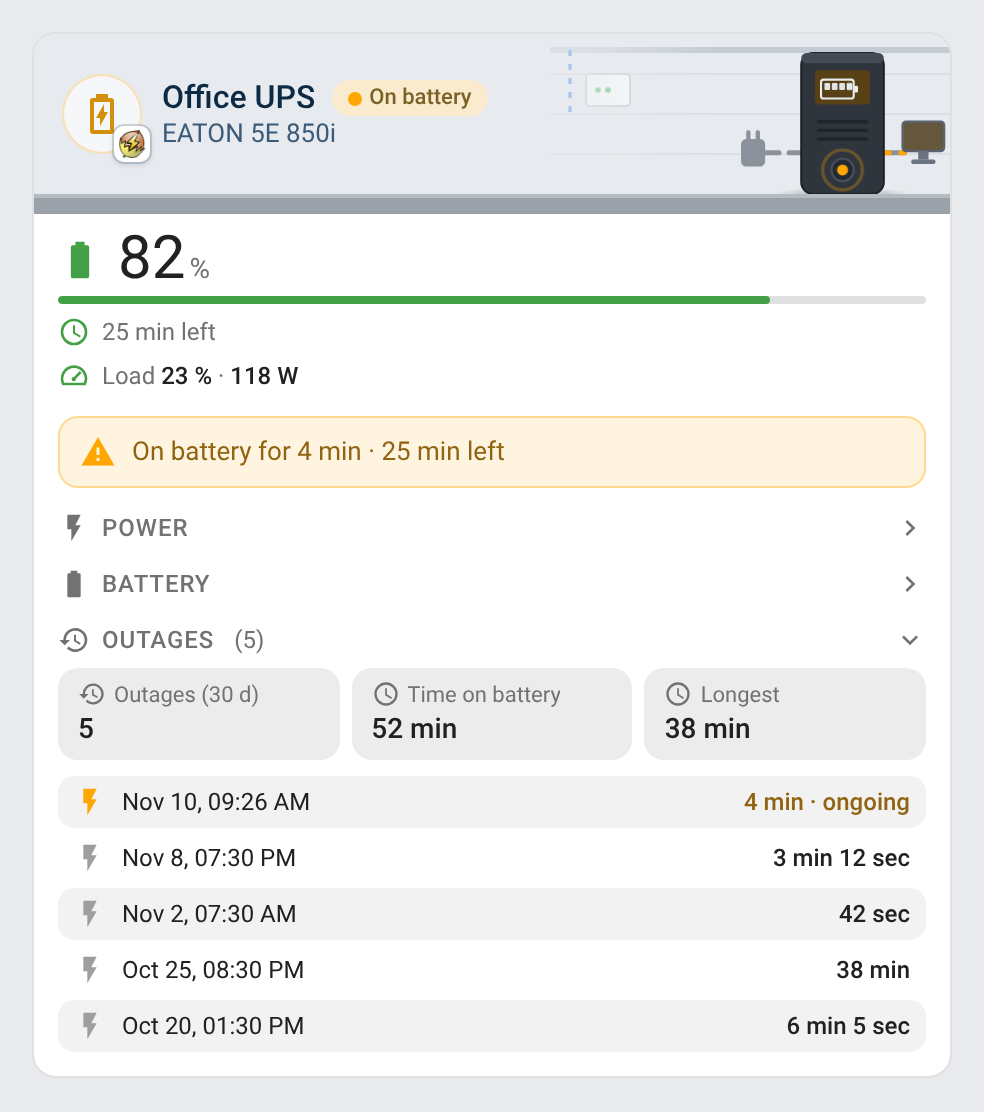 Office UPS
On battery
EATON 5E 850i
82 %
25 min left
Load 23 % · 118 W
On battery for 4 min · 25 min left
POWER
BATTERY
OUTAGES (5)
Outages (30 d)
5
Time on battery
52 min
Longest
38 min
Nov 10, 09:26 AM
4 min · ongoing
Nov 8, 07:30 PM
3 min 12 sec
Nov 2, 07:30 AM
42 sec
Oct 25, 08:30 PM
38 min
Oct 20, 01:30 PM
6 min 5 sec